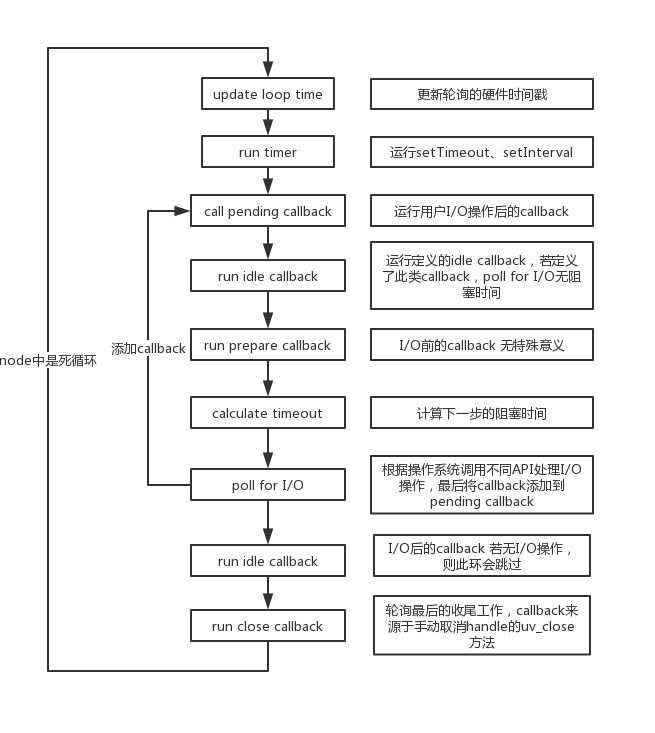 update loop time
更新轮询的硬件时间戳
run timer
运行setTimeout、setInterval
call pending callback
运行用户I/O操作后的callback
run idle callback
运行定义的idle callback，若定义
了此类callback，poll for I/O无阻
塞时间
添加callback
run prepare callback
I/O前的callback 无特殊意义
node中是死循环
calculate timeout
计算下一步的阻塞时间
poll for I/O
根据操作系统调用不同API处理I/O
操作，最后将callback添加到
pending callback
run idle callback
I/O后的callback 若无I/O操作，
则此环会跳过
run close callback
轮询最后的收尾工作，callback来
源于手动取消handle的uv_close
方法